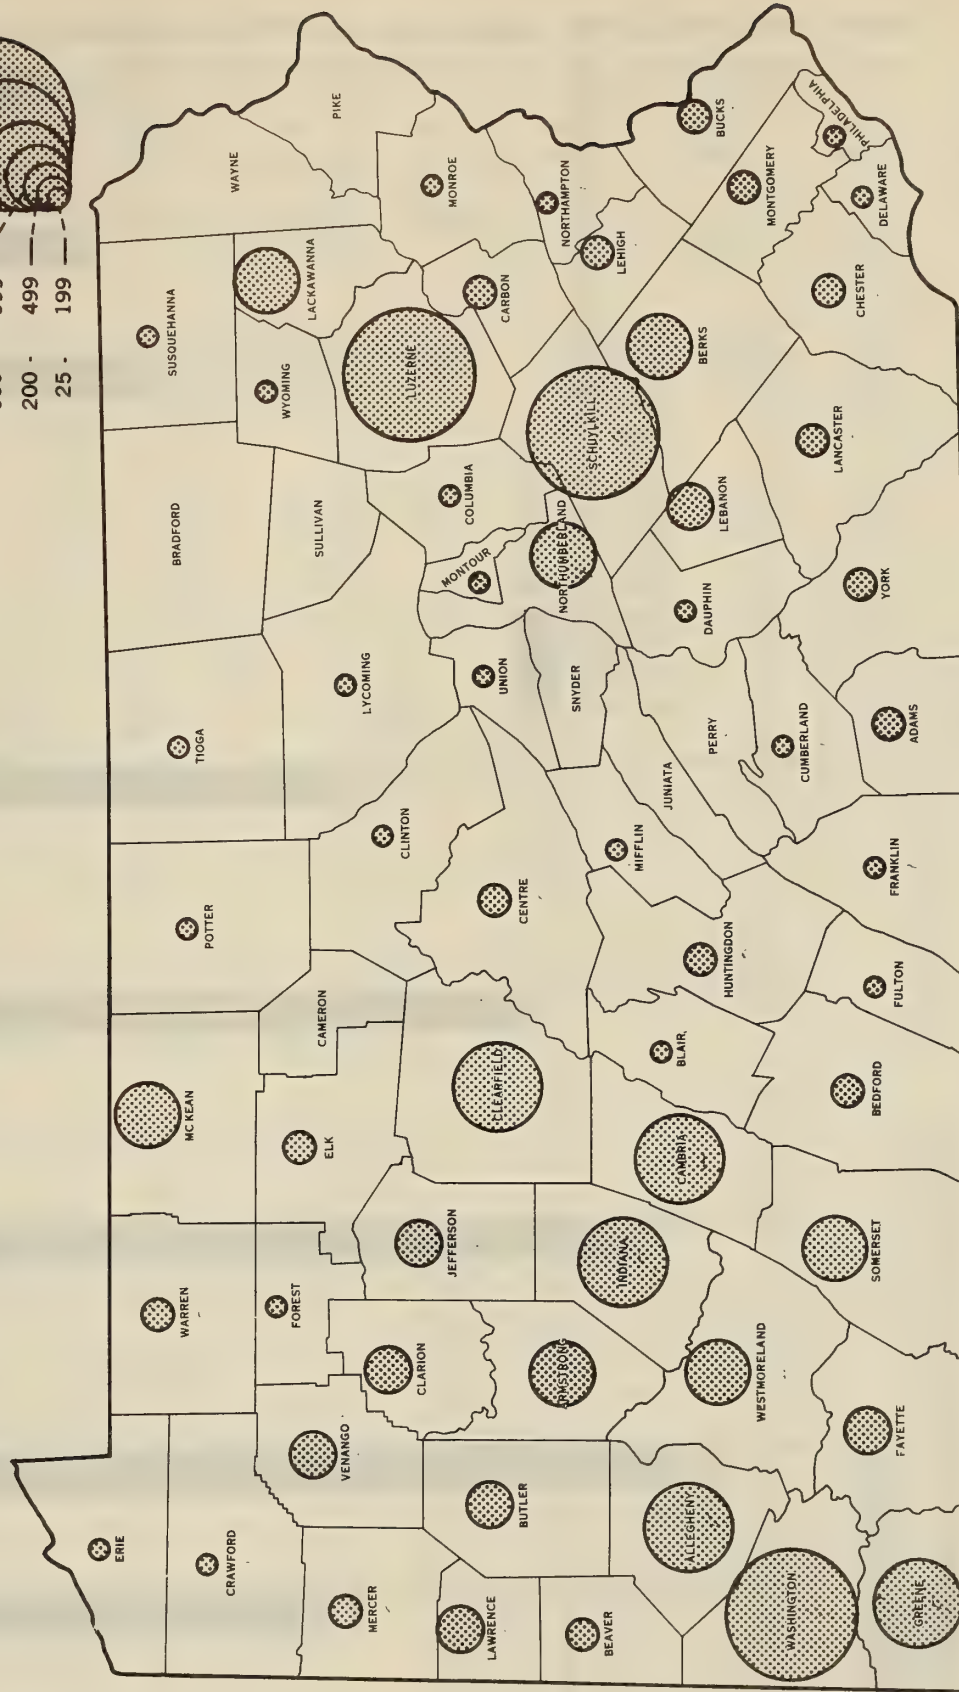 200 - 499
25 - 199
ERIE
CRAWFORD
WARREN
MC KEAN
POTTER
TIOGA
BRADFORD
SUSQUEHANNA
WAYNE
PIKE
MERCER
VENANGO
FOREST
ELK
CAMERON
CLINTON
LYCOMING
SULLIVAN
WYOMING
LACKAWANNA
LAWRENCE
BUTLER
CLARION
JEFFERSON
CLEARFIELD
CENTRE
UNION
MONTOUR
COLUMBIA
LUZERNE
CARBON
MONROE
BEAVER
ALLEGHENY
ARMSTRONG
INDIANA
CAMBRIA
BLAIR
HUNTINGDON
MIFFLIN
JUNIATA
SNYDER
NORTHUMBERLAND
SCHUYLKILL
NORTHAMPTON
LEHIGH
WASHINGTON
WESTMORELAND
PERRY
DAUPHIN
LEBANON
BERKS
BUCKS
MONTGOMERY
PHILADELPHIA
GREENE
FAYETTE
SOMERSET
BEDFORD
FULTON
FRANKLIN
CUMBERLAND
ADAMS
YORK
LANCASTER
CHESTER
DELAWARE